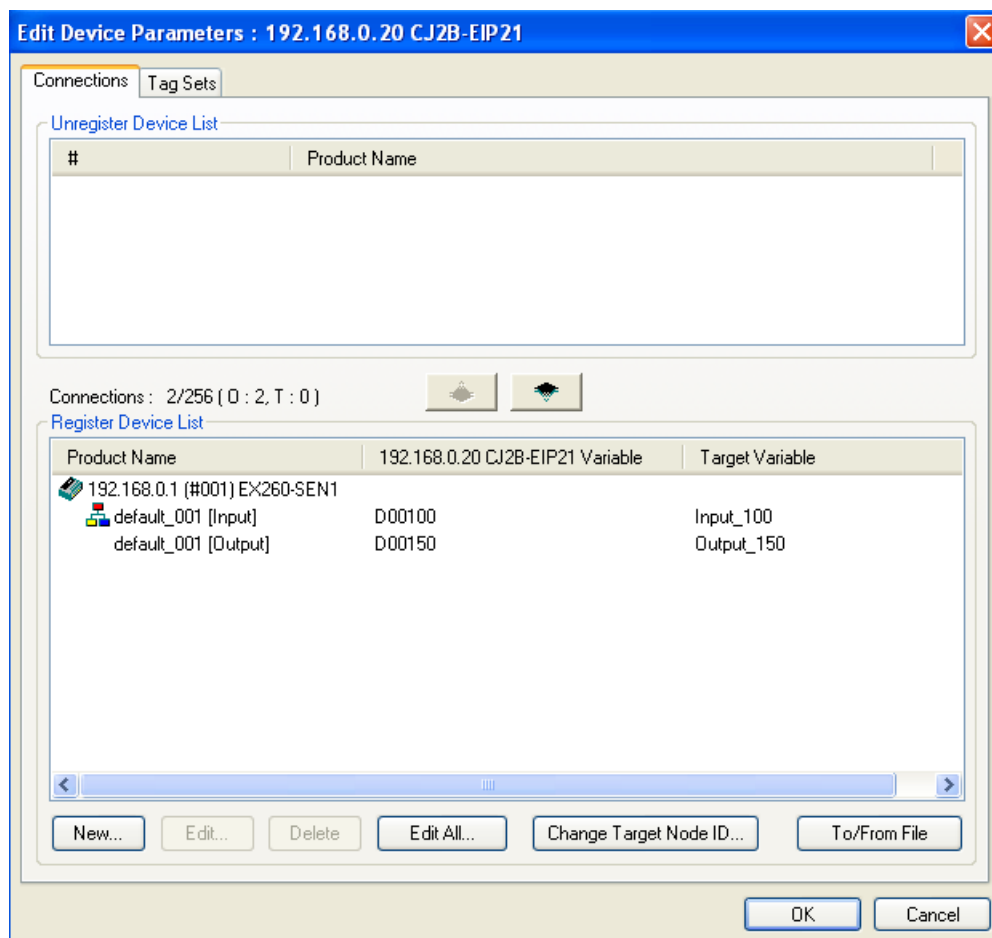 Edit Device Parameters : 192.168.0.20 CJ2B-EIP21
Connections Tag Sets
Unregister Device List
# Product Name
Connections : 2/256 ( O : 2, T : 0 )
Register Device List
Product Name 192.168.0.20 CJ2B-EIP21 Variable Target Variable
192.168.0.1 (#001) EX260-SEN1
default_001 [Input] D00100 Input_100
default_001 [Output] D00150 Output_150
New... Edit... Delete Edit All... Change Target Node ID... To/From File
OK Cancel